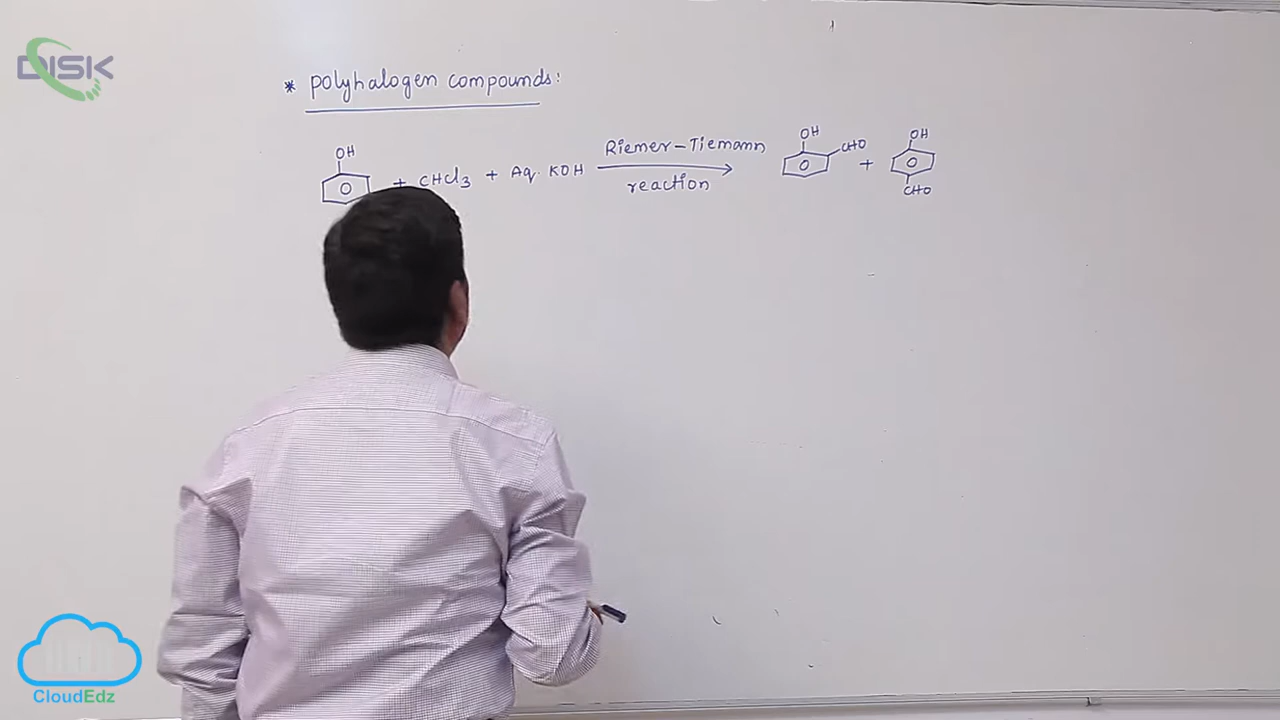 DISK
* polyhalogen compounds:
OH
+ CHCl3 + Aq. KOH
Riemer-Tiemann
reaction
OH
CHO
+
OH
CHO
CloudEdz